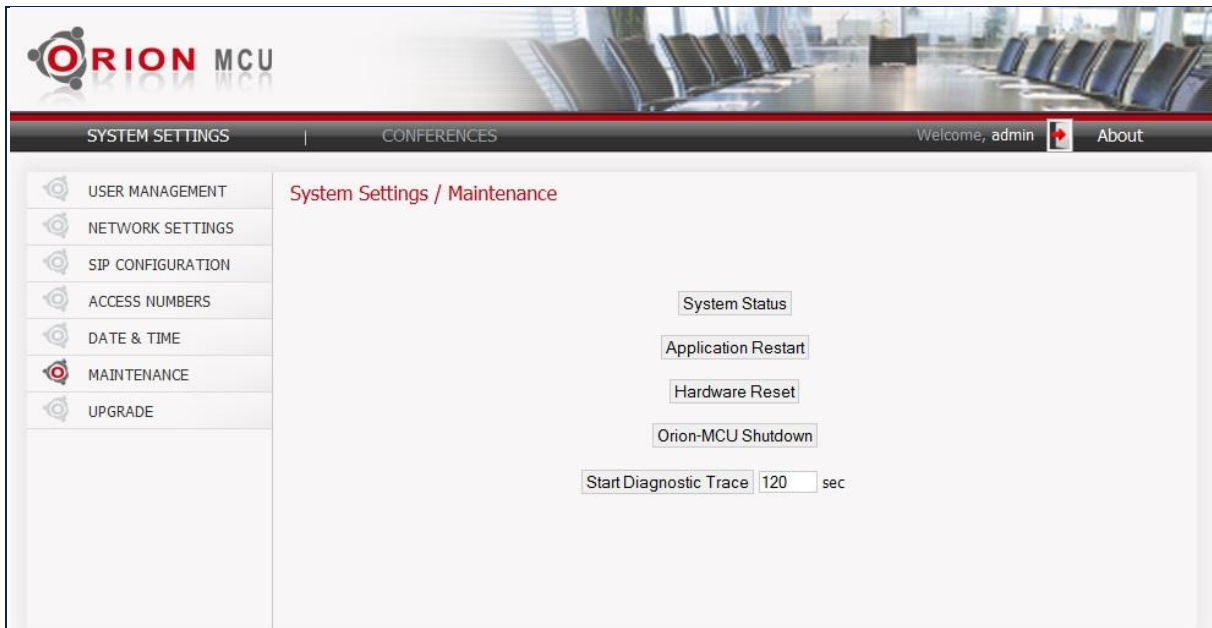 ORION MCU
SYSTEM SETTINGS | CONFERENCES Welcome, admin About
USER MANAGEMENT
NETWORK SETTINGS
SIP CONFIGURATION
ACCESS NUMBERS
DATE & TIME
MAINTENANCE
UPGRADE
System Settings / Maintenance
System Status
Application Restart
Hardware Reset
Orion-MCU Shutdown
Start Diagnostic Trace 120 sec